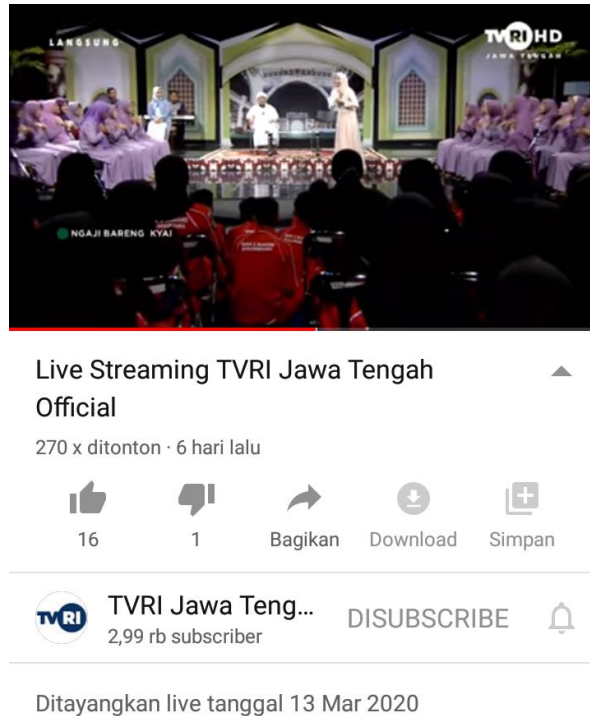 LANGSUNG
TVRI HD
JAWA TENGAH
NGAJI BARENG KYAI
Live Streaming TVRI Jawa Tengah
Official
270 x ditonton · 6 hari lalu
16
1
Bagikan
Download
Simpan
TVRI
TVRI Jawa Teng...
DISUBSCRIBE
2,99 rb subscriber
Ditayangkan live tanggal 13 Mar 2020